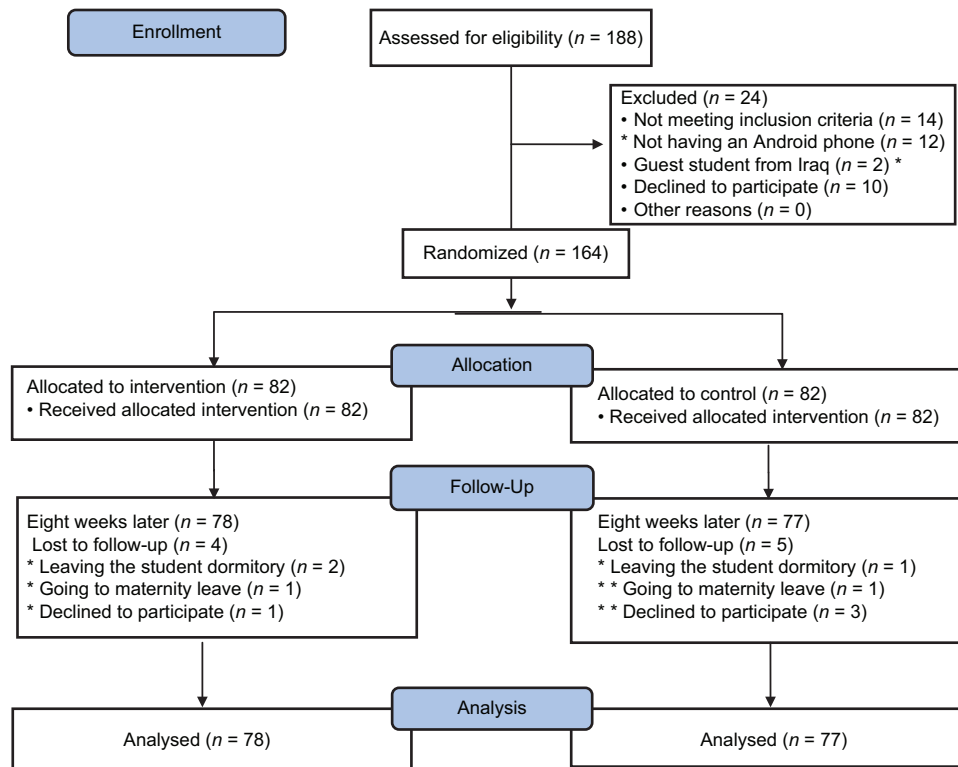 Enrollment
Assessed for eligibility (n = 188)
Excluded (n = 24)
• Not meeting inclusion criteria (n = 14)
* Not having an Android phone (n = 12)
• Guest student from Iraq (n = 2) *
• Declined to participate (n = 10)
• Other reasons (n = 0)
Randomized (n = 164)
Allocation
Allocated to intervention (n = 82)
• Received allocated intervention (n = 82)
Allocated to control (n = 82)
• Received allocated intervention (n = 82)
Follow-Up
Eight weeks later (n = 78)
Lost to follow-up (n = 4)
* Leaving the student dormitory (n = 2)
* Going to maternity leave (n = 1)
* Declined to participate (n = 1)
Eight weeks later (n = 77)
Lost to follow-up (n = 5)
* Leaving the student dormitory (n = 1)
* * Going to maternity leave (n = 1)
* * Declined to participate (n = 3)
Analysis
Analysed (n = 78)
Analysed (n = 77)